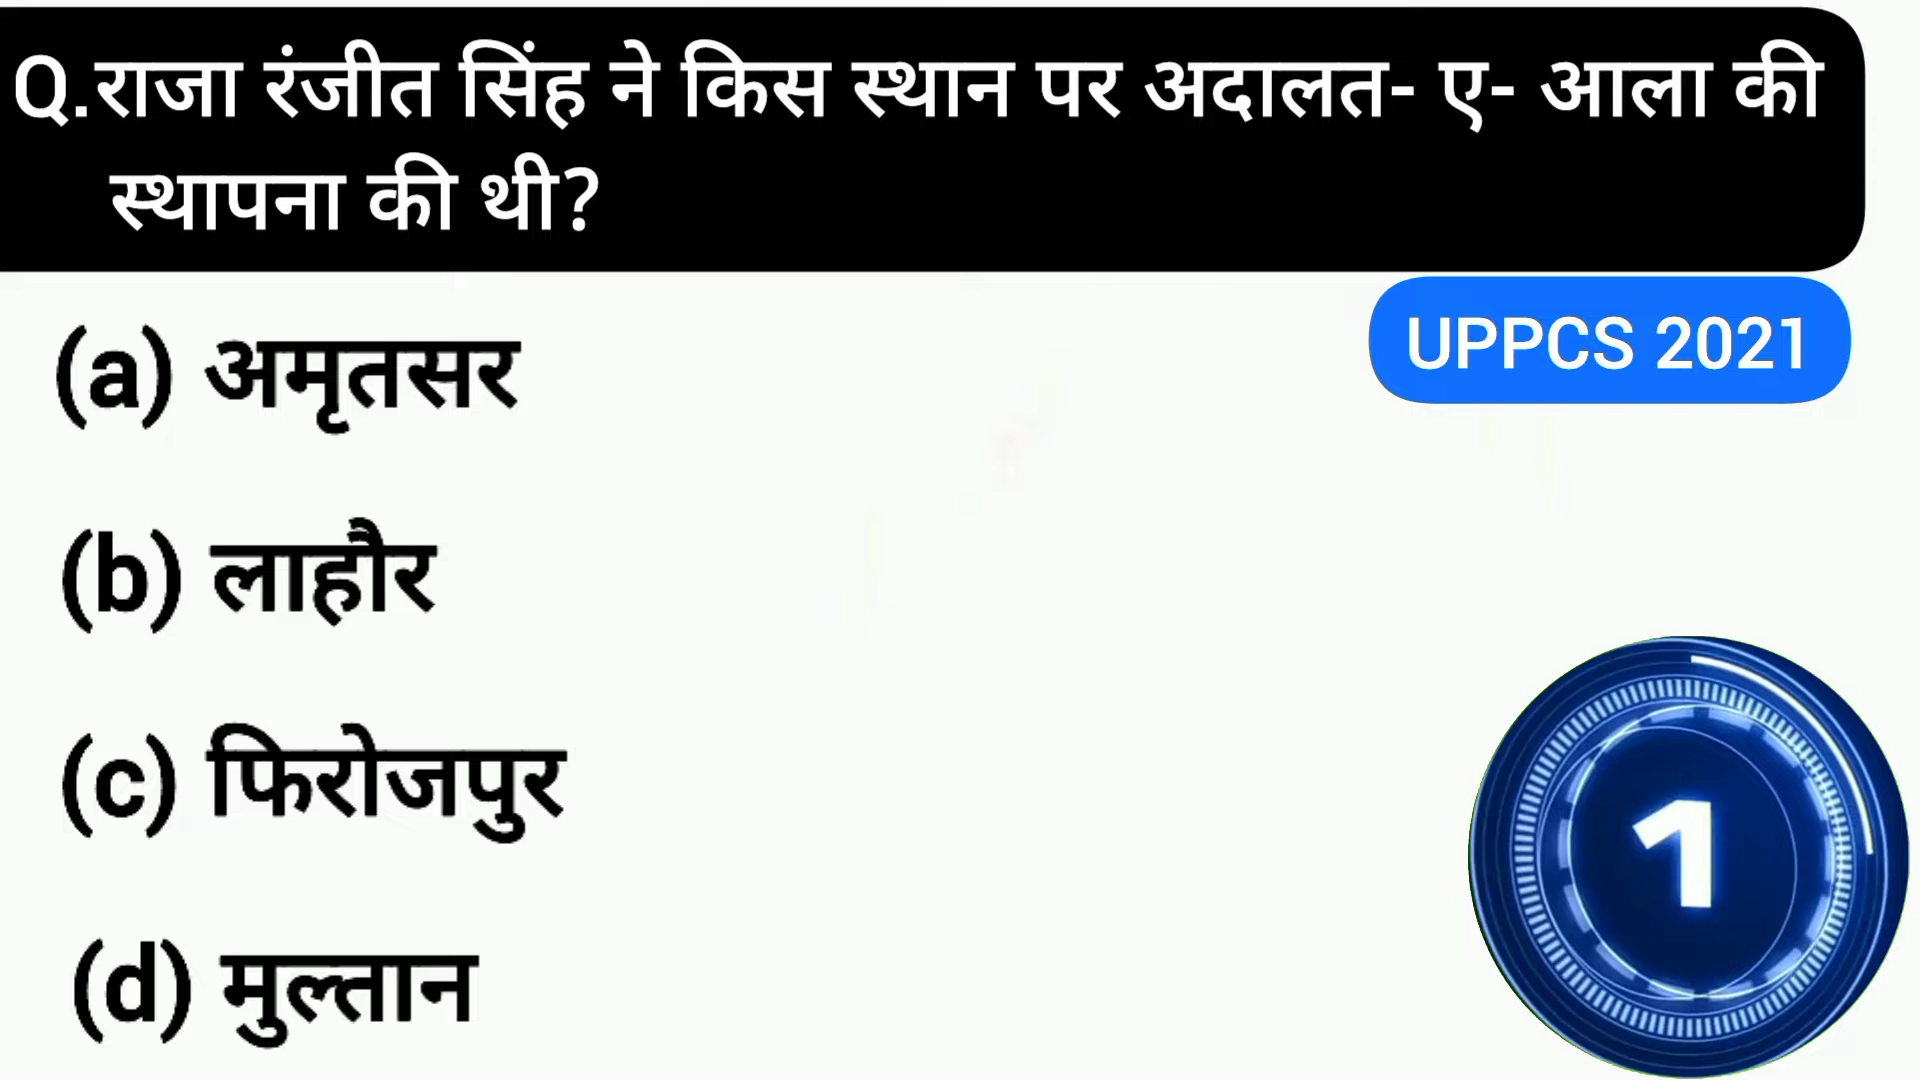 Q.राजा रंजीत सिंह ने किस स्थान पर अदालत- ए- आला की
स्थापना की थी?
UPPCS 2021
(a) अमृतसर
(b) लाहौर
(c) फिरोजपुर
(d) मुल्तान
1